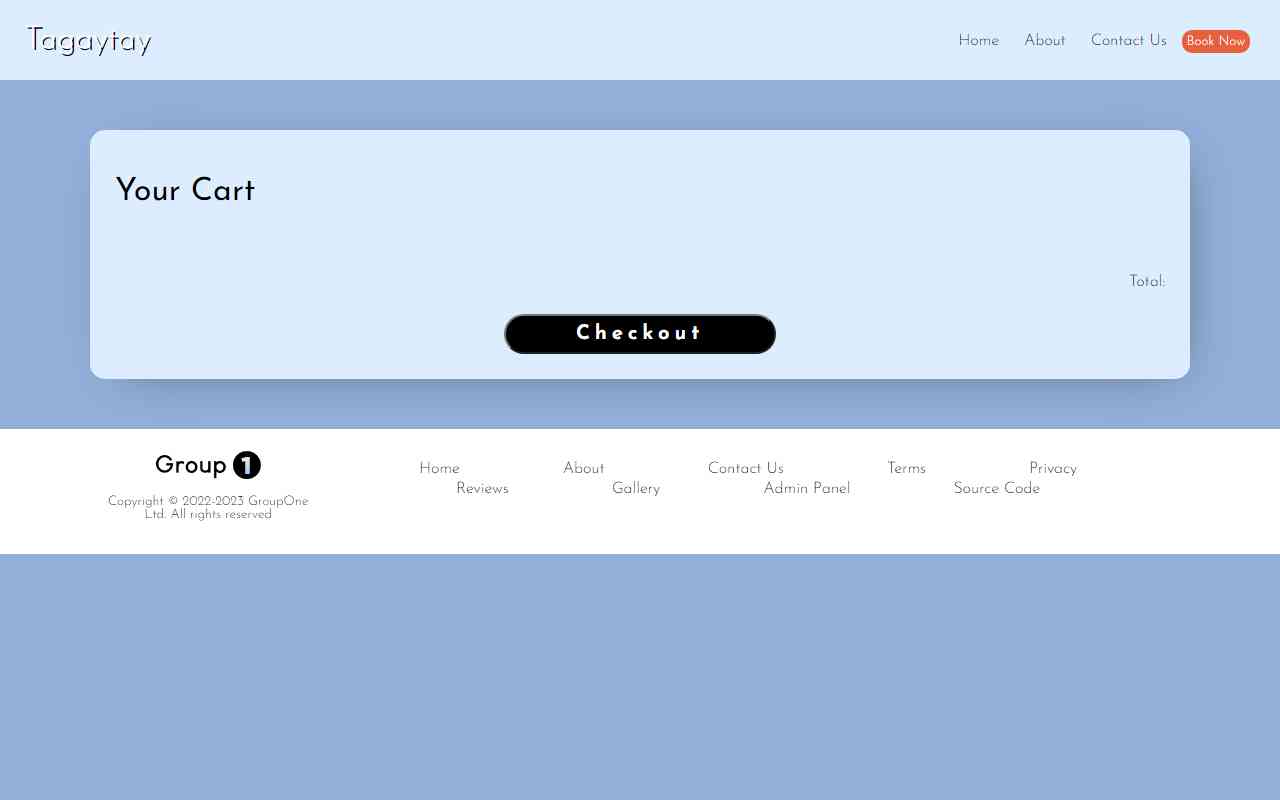 Tagaytay
Home About Contact Us Book Now
Your Cart
Total:
Checkout
Group 1
Copyright © 2022-2023 GroupOne
Ltd. All rights reserved
Home About Contact Us Terms Privacy
Reviews Gallery Admin Panel Source Code